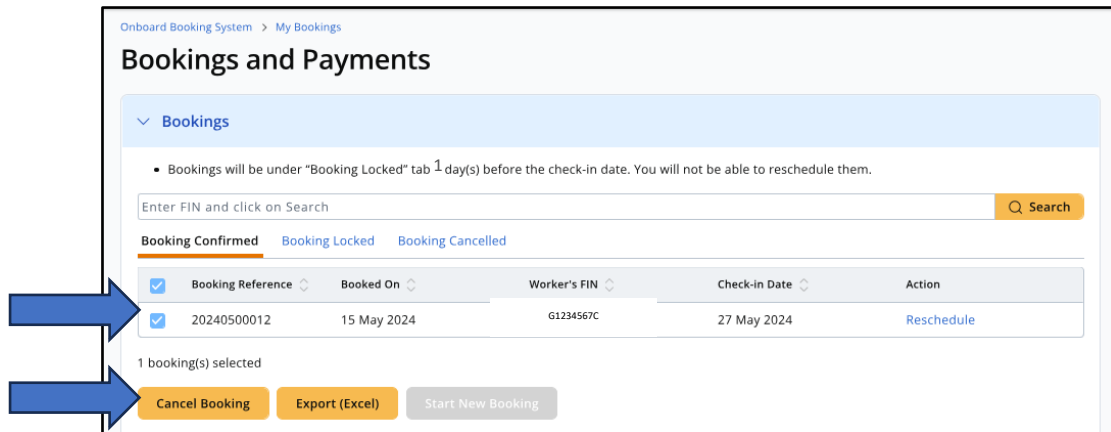 Onboard Booking System > My Bookings
Bookings and Payments
Bookings
• Bookings will be under “Booking Locked” tab 1 day(s) before the check-in date. You will not be able to reschedule them.
Enter FIN and click on Search Search
Booking Confirmed Booking Locked Booking Cancelled
Booking Reference Booked On Worker's FIN Check-in Date Action
20240500012 15 May 2024 G1234567C 27 May 2024 Reschedule
1 booking(s) selected
Cancel Booking Export (Excel) Start New Booking